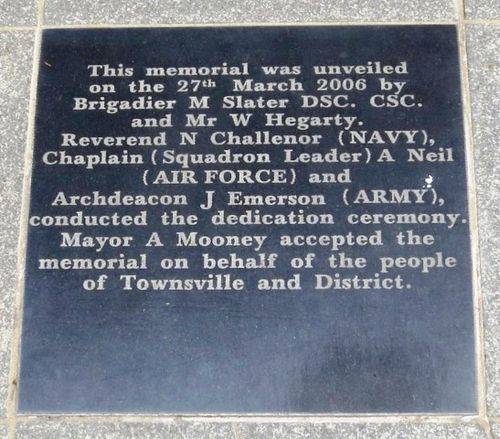 This memorial was unveiled
on the 27th March 2006 by
Brigadier M Slater DSC. CSC.
and Mr W Hegarty.
Reverend N Challenor (NAVY),
Chaplain (Squadron Leader) A Neil
(AIR FORCE) and
Archdeacon J Emerson (ARMY),
conducted the dedication ceremony.
Mayor A Mooney accepted the
memorial on behalf of the people
of Townsville and District.